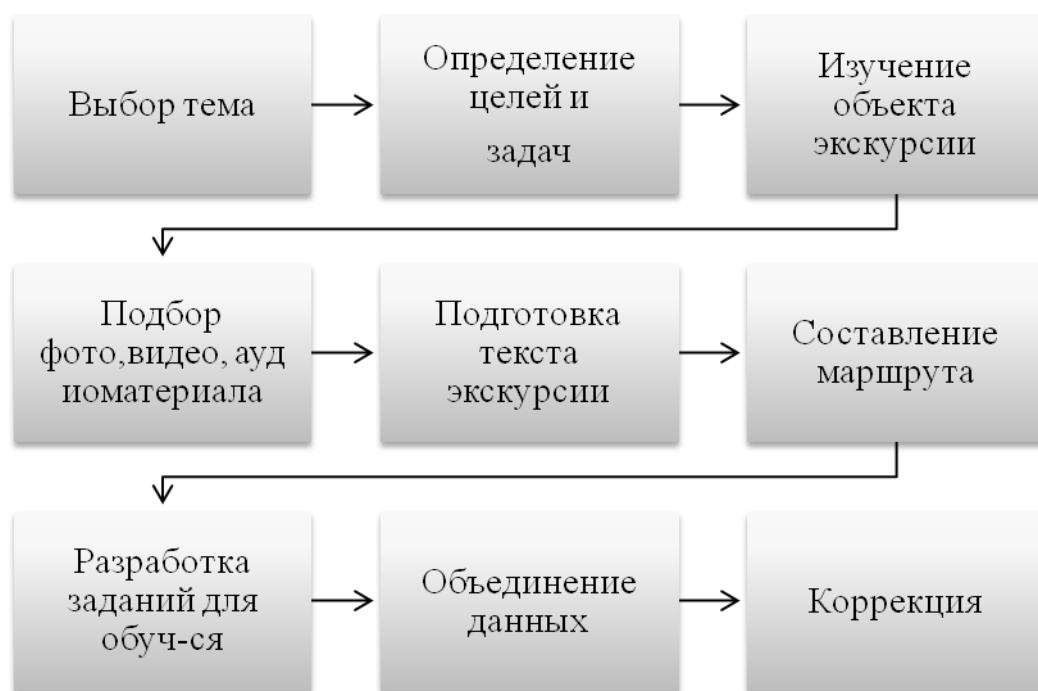 Выбор тема
Определение
целей и
задач
Изучение
объекта
экскурсии
Подбор
фото,видео, ауд
иоматериала
Подготовка
текста
экскурсии
Составление
маршрута
Разработка
заданий для
обуч-ся
Объединение
данных
Коррекция